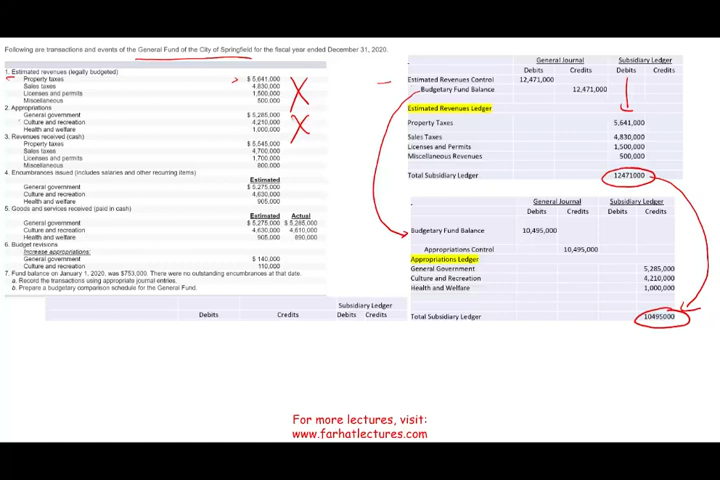 Following are transactions and events of the General Fund of the City of Springfield for the fiscal year ended December 31, 2020.
1. Estimated revenues (legally budgeted)
Property taxes $ 5,641,000
Sales taxes 4,830,000
Licenses and permits 1,500,000
Miscellaneous 500,000
2. Appropriations
General government $ 5,285,000
Culture and recreation 4,210,000
Health and welfare 1,000,000
3. Revenues received (cash)
Property taxes $ 5,545,000
Sales taxes 4,700,000
Licenses and permits 1,700,000
Miscellaneous 800,000
4. Encumbrances issued (includes salaries and other recurring items)
Estimated
General government $ 5,275,000
Culture and recreation 4,630,000
Health and welfare 905,000
5. Goods and services received (paid in cash)
Estimated Actual
General government $ 5,275,000 $ 5,285,000
Culture and recreation 4,630,000 4,610,000
Health and welfare 905,000 890,000
6. Budget revisions
Increase appropriations:
General government $ 140,000
Culture and recreation 110,000
7. Fund balance on January 1, 2020, was $753,000. There were no outstanding encumbrances at that date.
a. Record the transactions using appropriate journal entries.
b. Prepare a budgetary comparison schedule for the General Fund.
Subsidiary Ledger
Debits Credits Debits Credits
General Journal Subsidiary Ledger
Debits Credits Debits Credits
Estimated Revenues Control 12,471,000
Budgetary Fund Balance 12,471,000
Estimated Revenues Ledger
Property Taxes 5,641,000
Sales Taxes 4,830,000
Licenses and Permits 1,500,000
Miscellaneous Revenues 500,000
Total Subsidiary Ledger 12471000
General Journal Subsidiary Ledger
Debits Credits Debits Credits
Budgetary Fund Balance 10,495,000
Appropriations Control 10,495,000
Appropriations Ledger
General Government 5,285,000
Culture and Recreation 4,210,000
Health and Welfare 1,000,000
Total Subsidiary Ledger 10495000
For more lectures, visit:
www.farhatlectures.com